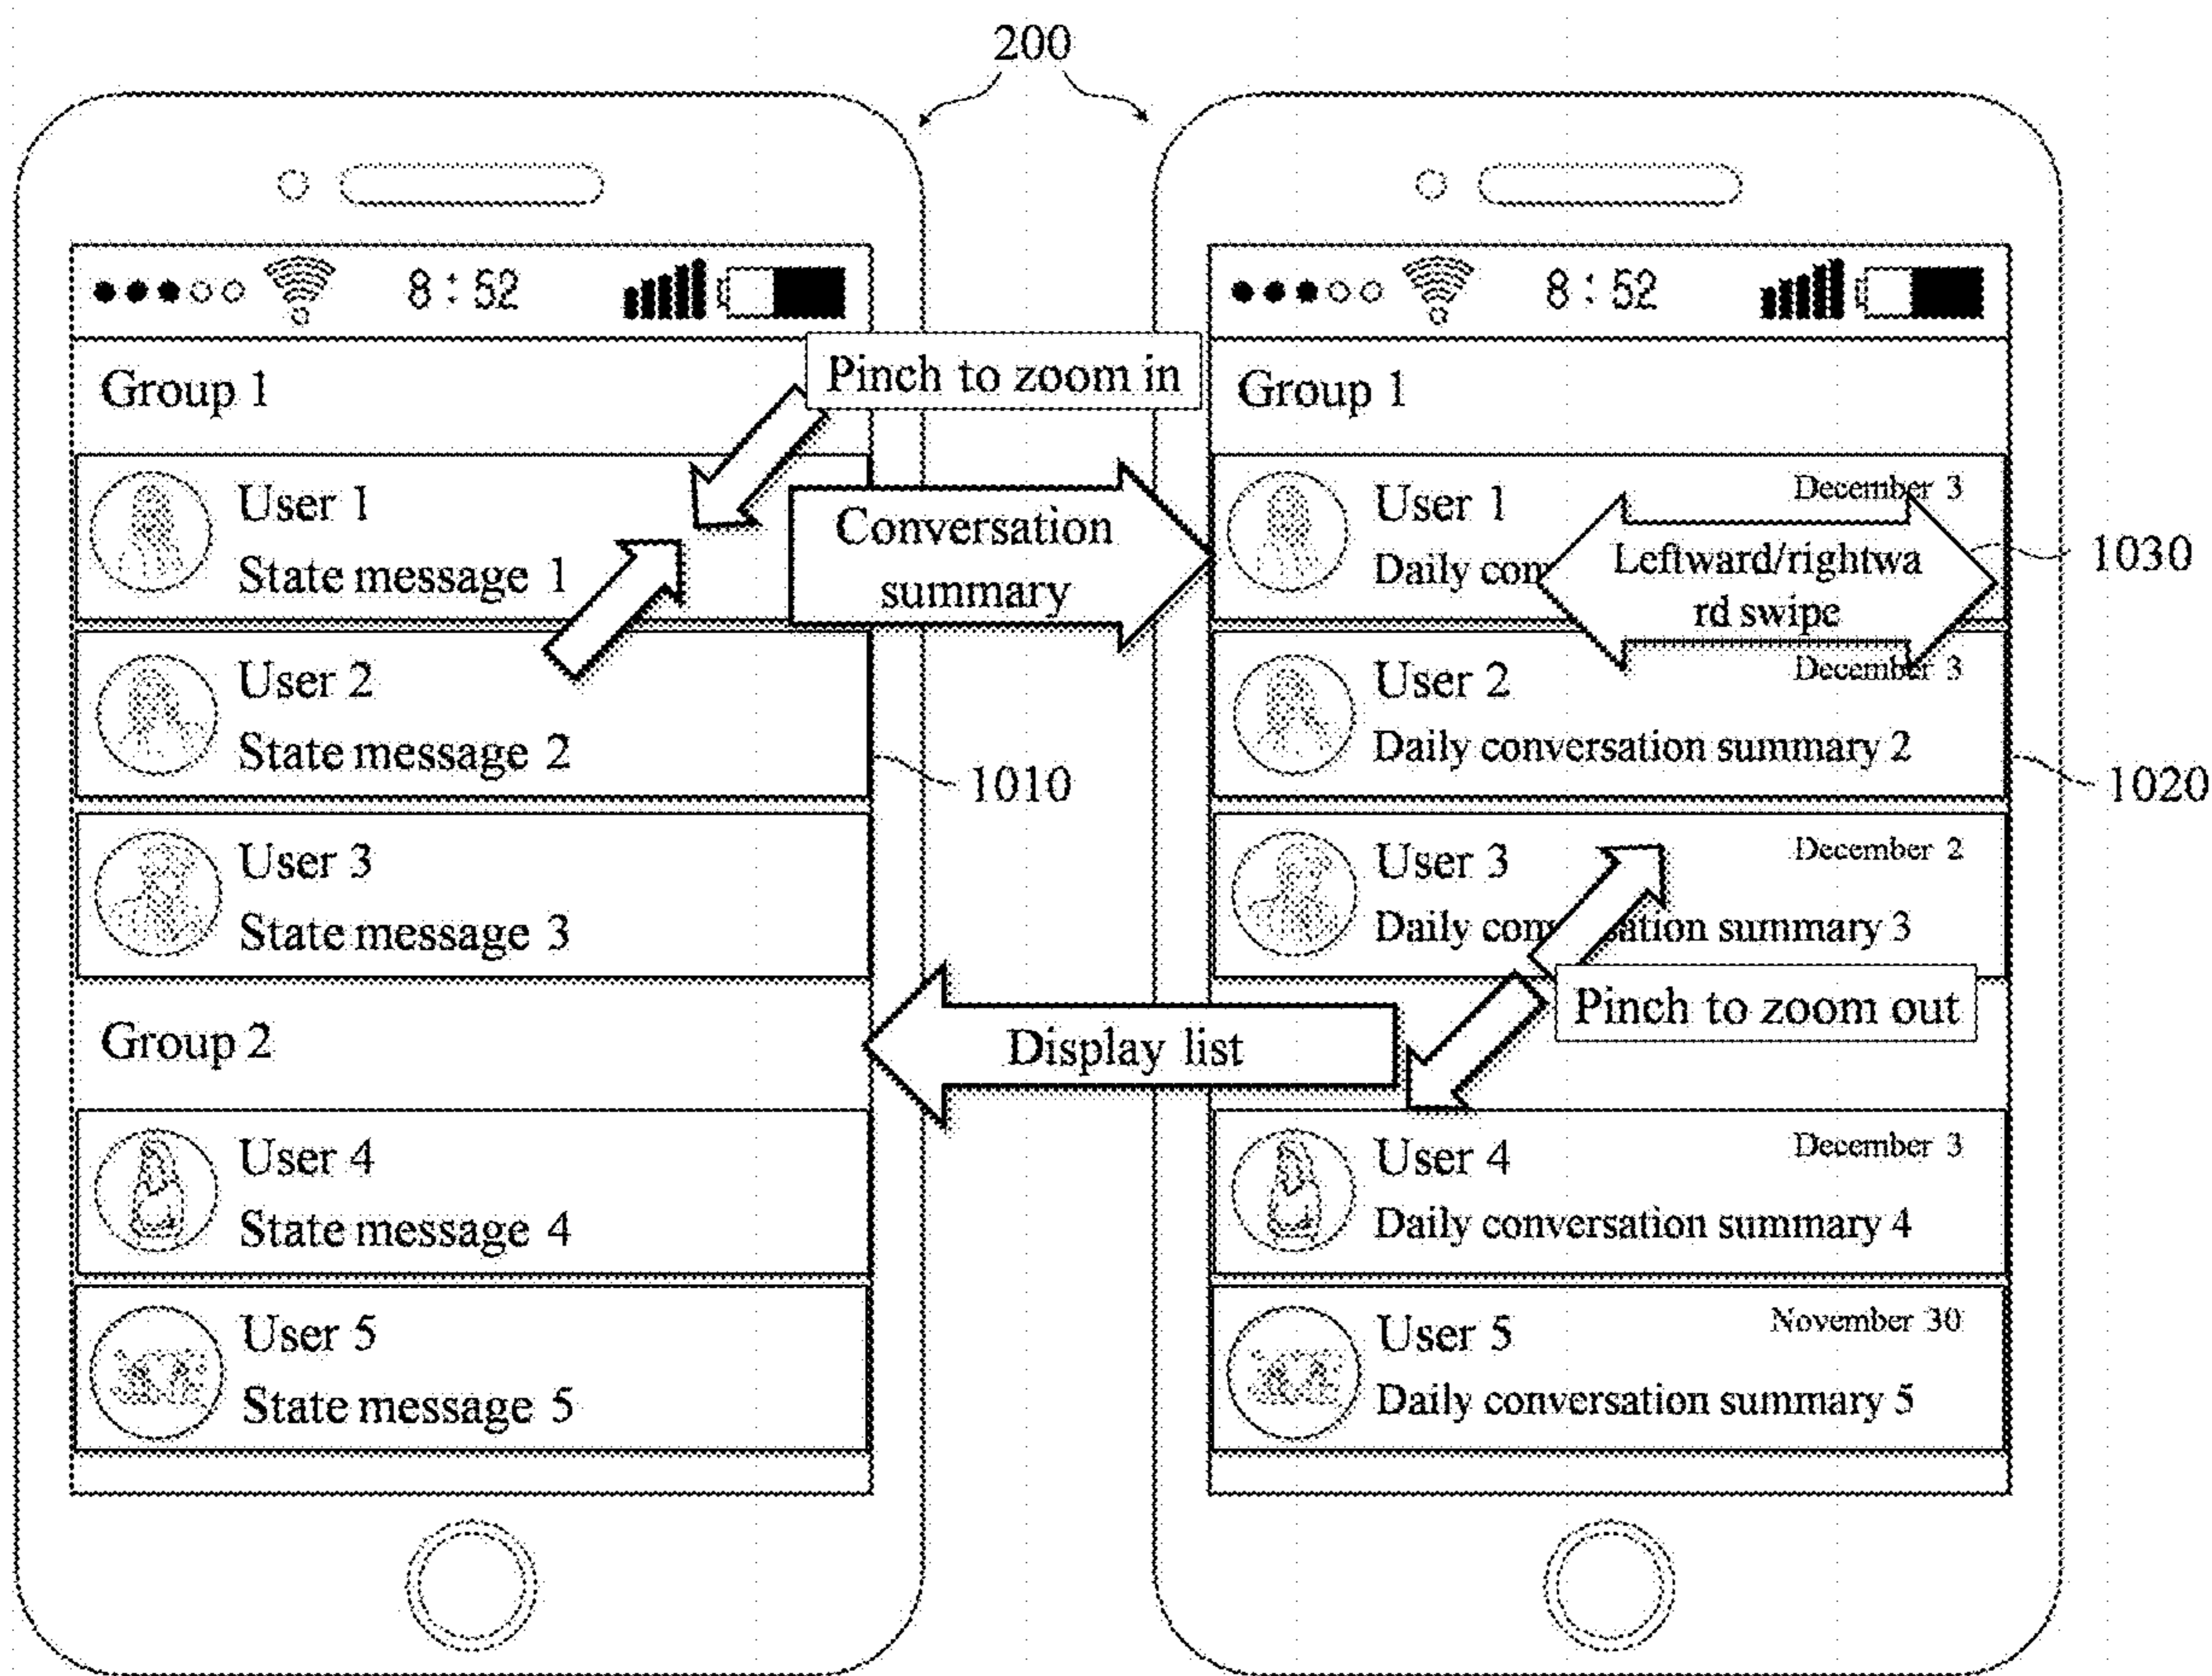 200
8:52
Group 1
Pinch to zoom in
User 1
State message 1
Conversation
summary
User 2
State message 2
1010
User 3
State message 3
Group 2
Display list
User 4
State message 4
User 5
State message 5
8:52
Group 1
User 1
December 3
Daily con
Leftward/rightwa
rd swipe
1030
User 2
December 3
Daily conversation summary 2
1020
User 3
December 2
Daily con sation summary 3
Pinch to zoom out
User 4
December 3
Daily conversation summary 4
User 5
November 30
Daily conversation summary 5